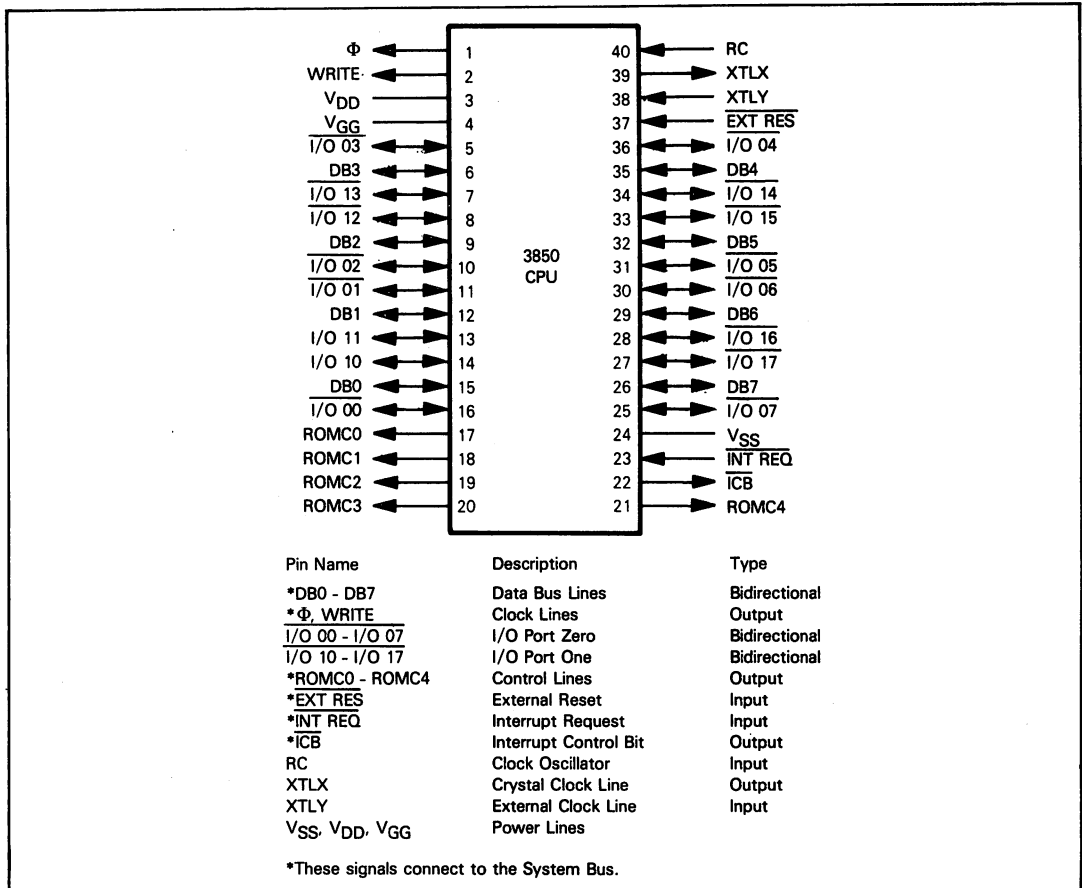 Φ 1 40 RC
WRITE 2 39 XTLX
VDD 3 38 XTLY
VGG 4 37 EXT RES
I/O 03 5 36 I/O 04
DB3 6 35 DB4
I/O 13 7 34 I/O 14
I/O 12 8 33 I/O 15
DB2 9 32 DB5
I/O 02 10 3850 31 I/O 05
I/O 01 11 CPU 30 I/O 06
DB1 12 29 DB6
I/O 11 13 28 I/O 16
I/O 10 14 27 I/O 17
DB0 15 26 DB7
I/O 00 16 25 I/O 07
ROMC0 17 24 VSS
ROMC1 18 23 INT REQ
ROMC2 19 22 ICB
ROMC3 20 21 ROMC4
Pin Name Description Type
*DB0 - DB7 Data Bus Lines Bidirectional
*Φ, WRITE Clock Lines Output
I/O 00 - I/O 07 I/O Port Zero Bidirectional
I/O 10 - I/O 17 I/O Port One Bidirectional
*ROMC0 - ROMC4 Control Lines Output
*EXT RES External Reset Input
*INT REQ Interrupt Request Input
*ICB Interrupt Control Bit Output
RC Clock Oscillator Input
XTLX Crystal Clock Line Output
XTLY External Clock Line Input
VSS, VDD, VGG Power Lines
*These signals connect to the System Bus.